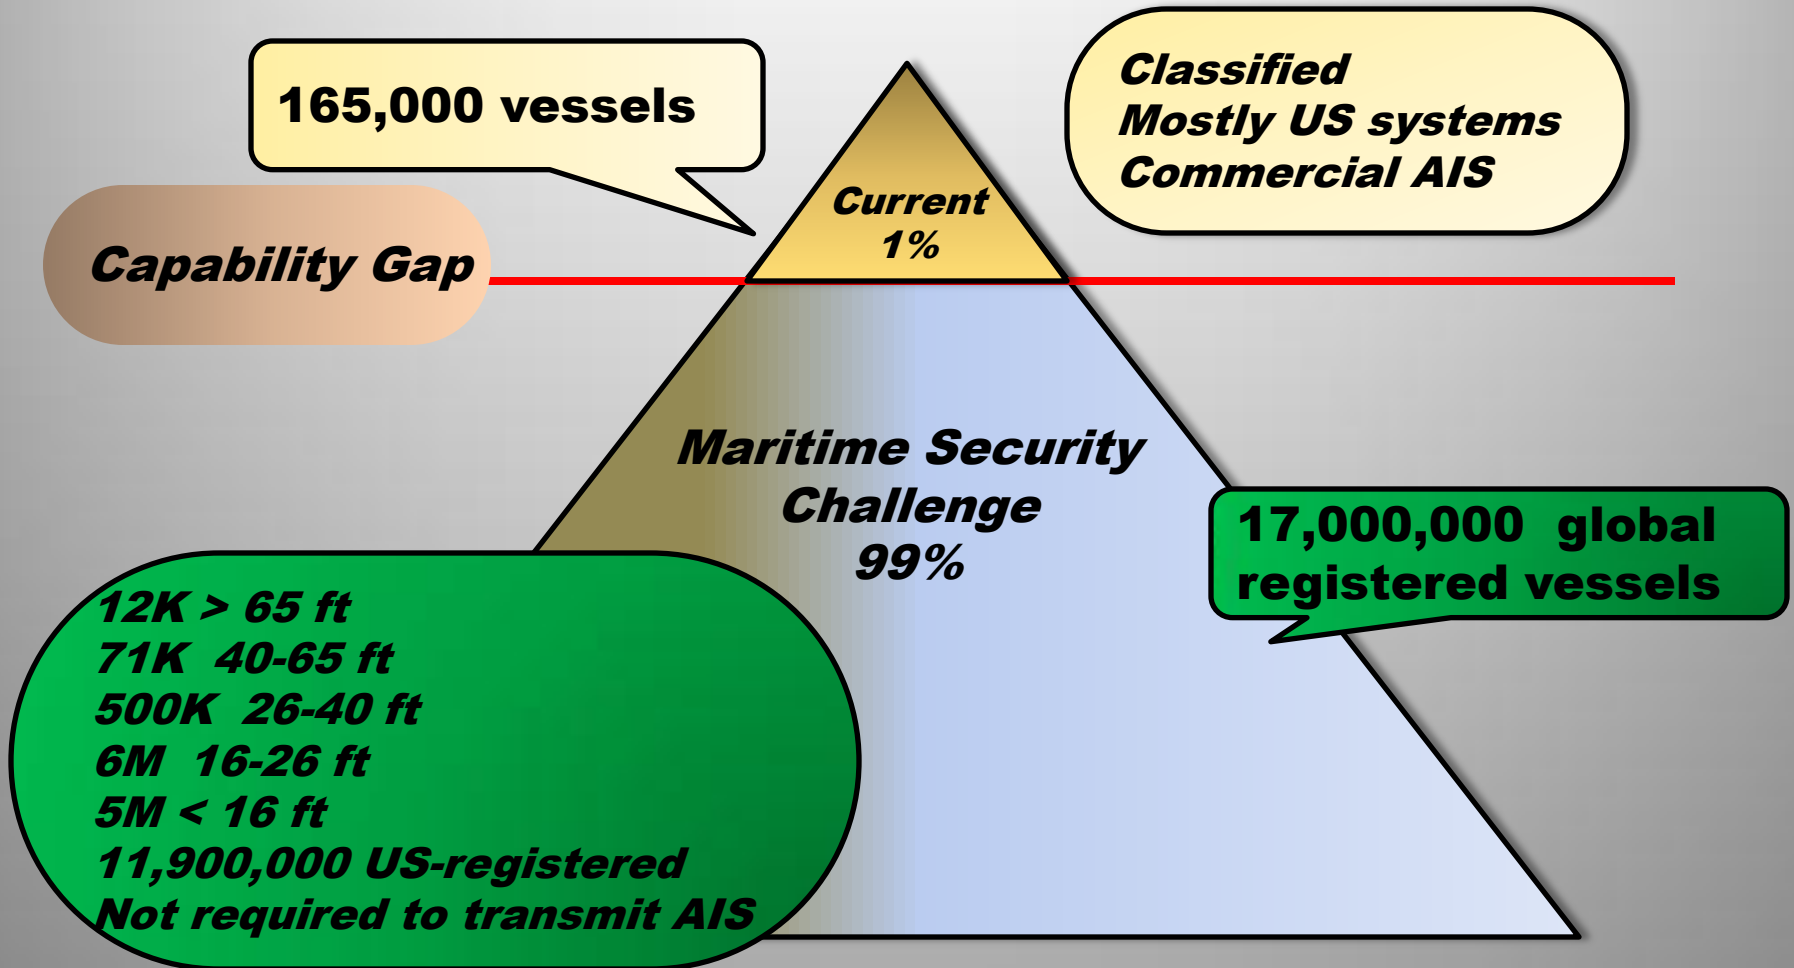 165,000 vessels
Classified
Mostly US systems
Commercial AIS
Current
1%
Capability Gap
Maritime Security
Challenge
99%
17,000,000 global
registered vessels
12K > 65 ft
71K 40-65 ft
500K 26-40 ft
6M 16-26 ft
5M < 16 ft
11,900,000 US-registered
Not required to transmit AIS